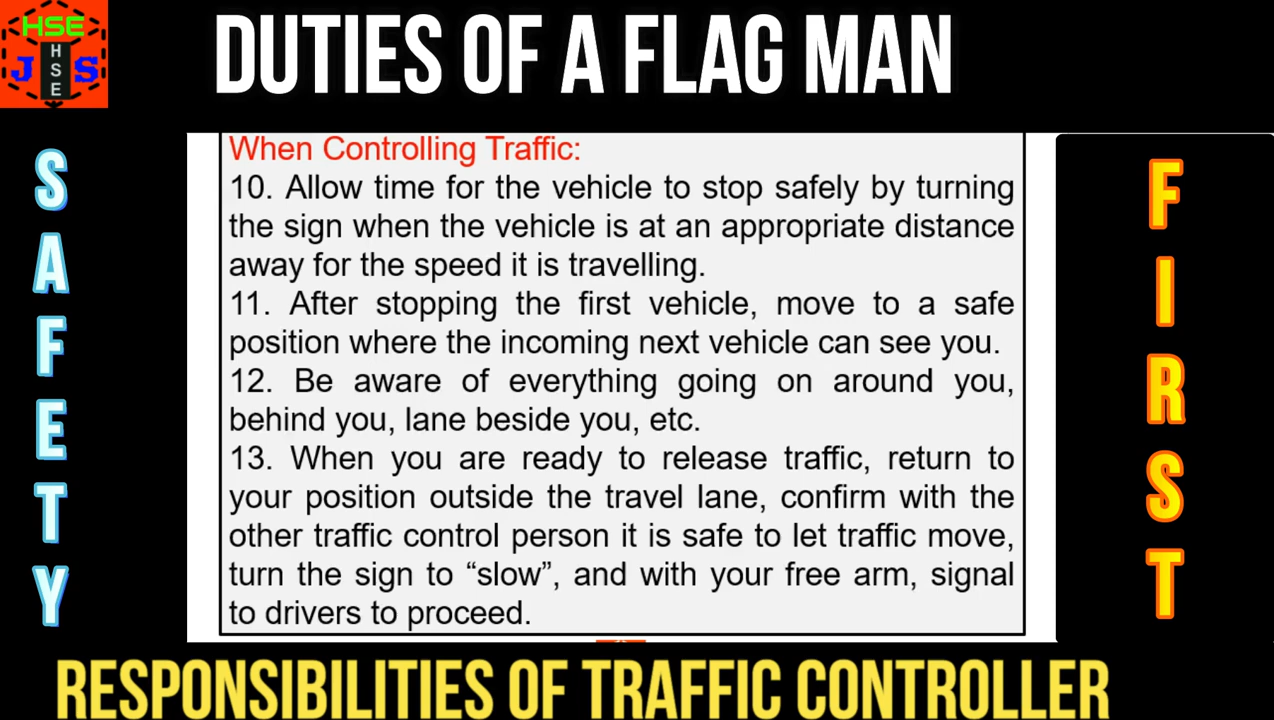 HSE
J HSE S
DUTIES OF A FLAG MAN
SAFETY
When Controlling Traffic:
10. Allow time for the vehicle to stop safely by turning
the sign when the vehicle is at an appropriate distance
away for the speed it is travelling.
11. After stopping the first vehicle, move to a safe
position where the incoming next vehicle can see you.
12. Be aware of everything going on around you,
behind you, lane beside you, etc.
13. When you are ready to release traffic, return to
your position outside the travel lane, confirm with the
other traffic control person it is safe to let traffic move,
turn the sign to “slow”, and with your free arm, signal
to drivers to proceed.
FIRST
RESPONSIBILITIES OF TRAFFIC CONTROLLER